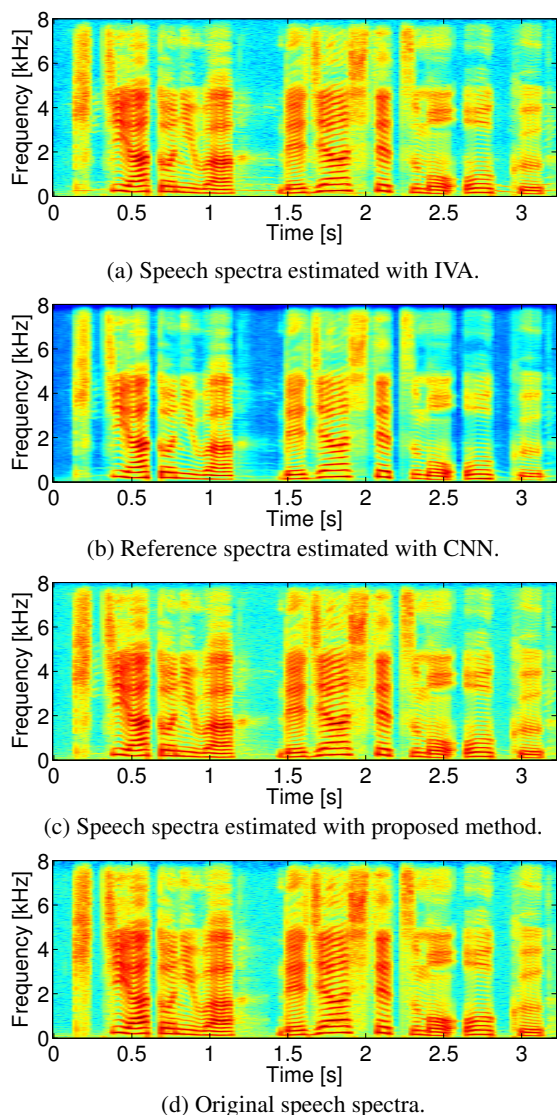 8
6
4
2
0
Frequency [kHz]
0 0.5 1 1.5 2 2.5 3
Time [s]
(a) Speech spectra estimated with IVA.
8
6
4
2
0
Frequency [kHz]
0 0.5 1 1.5 2 2.5 3
Time [s]
(b) Reference spectra estimated with CNN.
8
6
4
2
0
Frequency [kHz]
0 0.5 1 1.5 2 2.5 3
Time [s]
(c) Speech spectra estimated with proposed method.
8
6
4
2
0
Frequency [kHz]
0 0.5 1 1.5 2 2.5 3
Time [s]
(d) Original speech spectra.